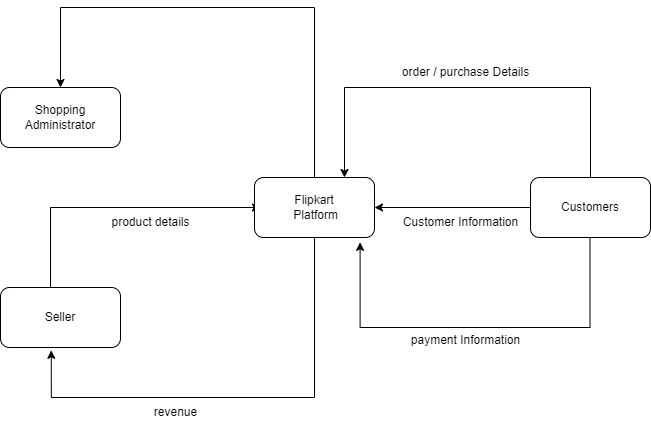 order / purchase Details
Shopping
Administrator
Flipkart
Platform
Customers
product details
Customer Information
Seller
payment Information
revenue